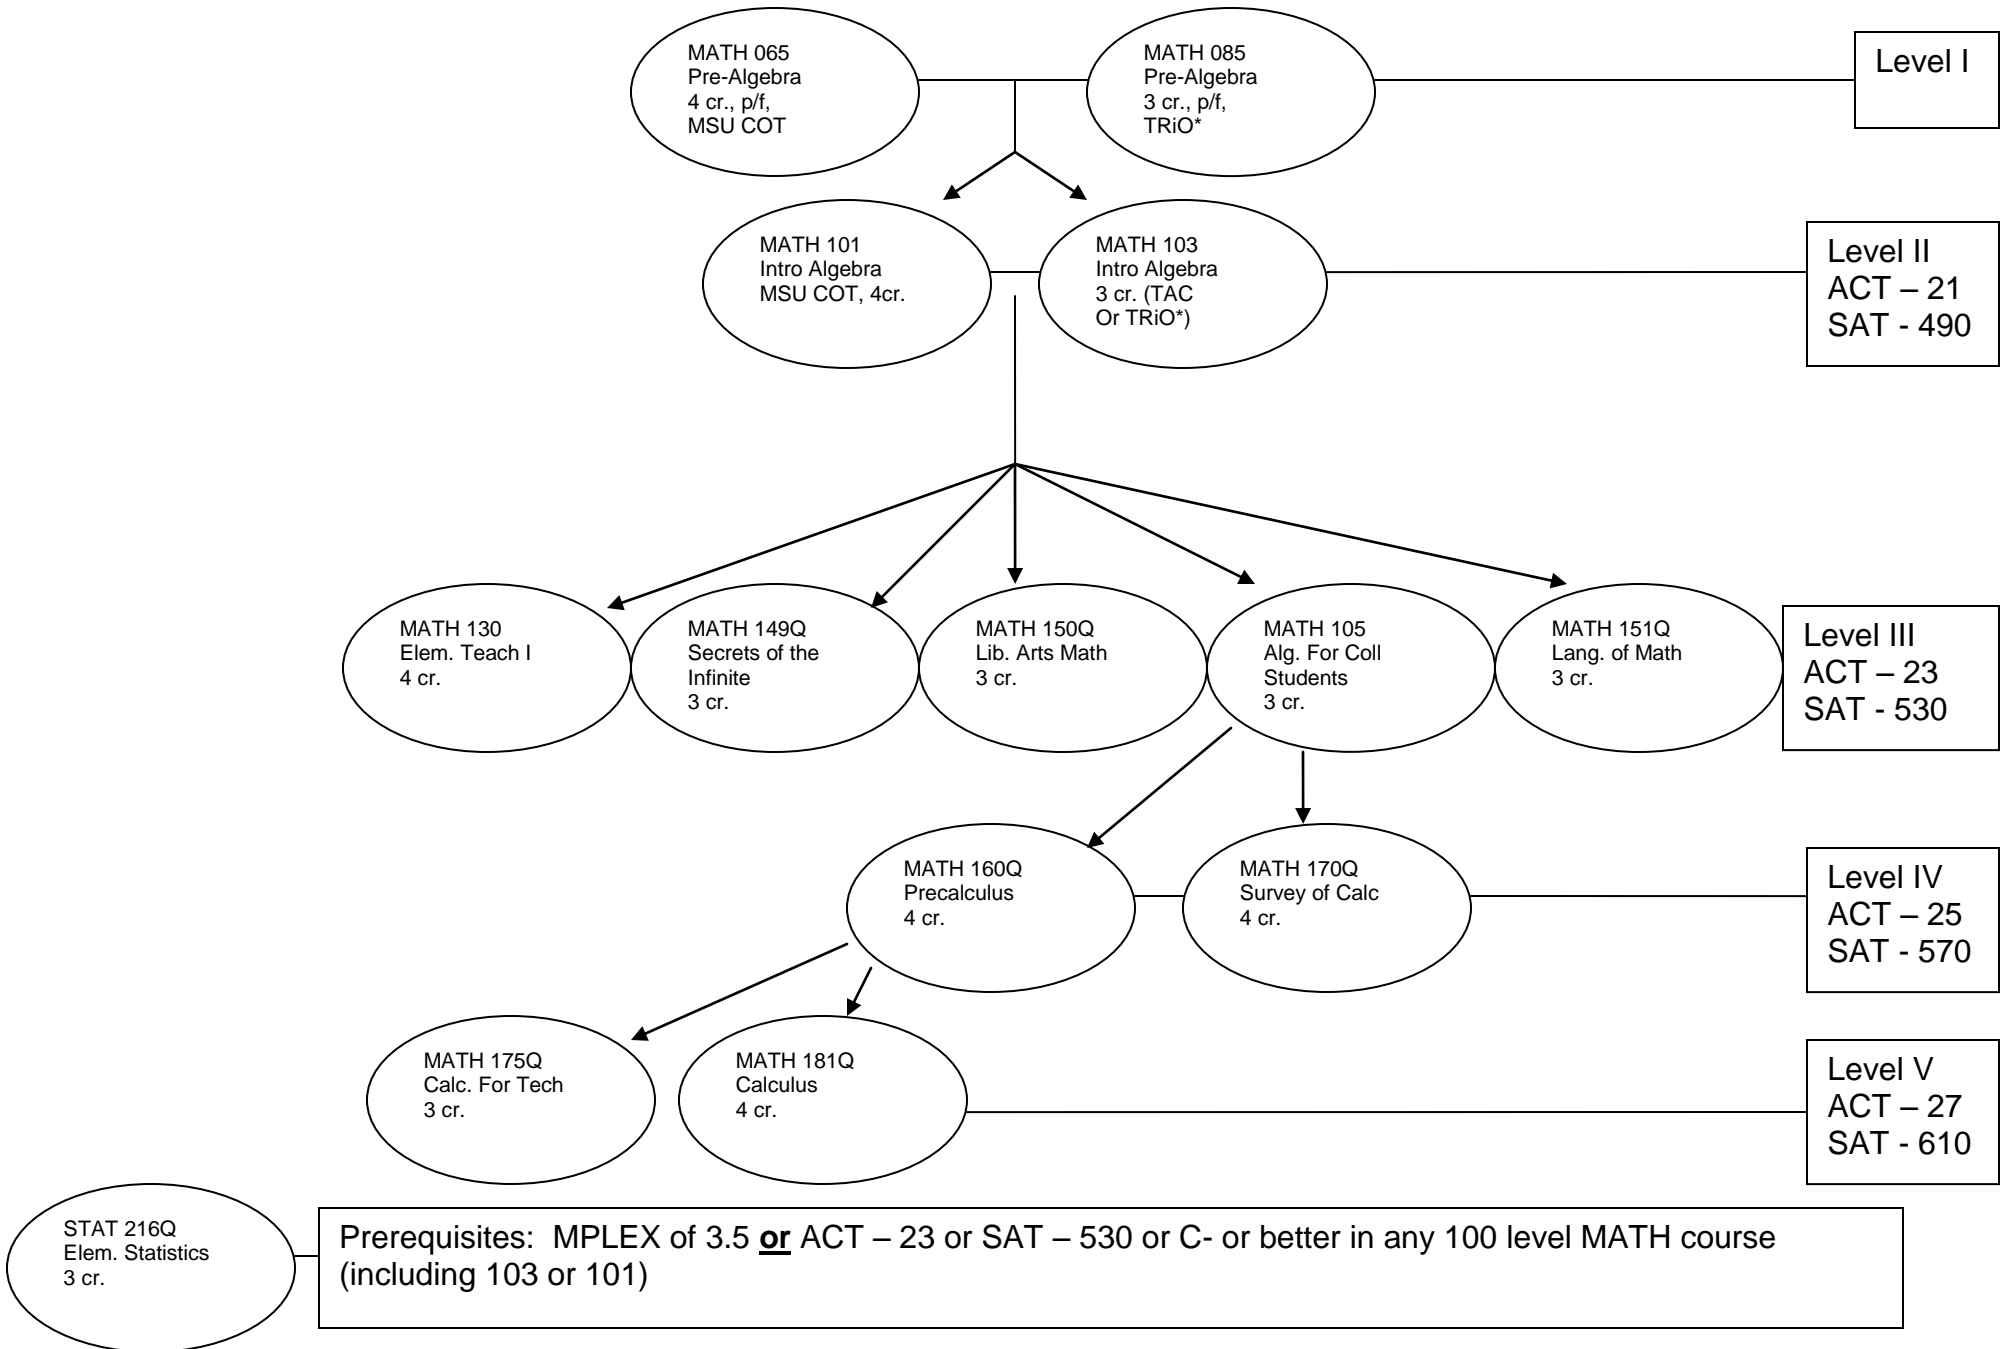 MATH 065
Pre-Algebra
4 cr., p/f,
MSU COT
MATH 085
Pre-Algebra
3 cr., p/f,
TRiO*
Level I
MATH 101
Intro Algebra
MSU COT, 4cr.
MATH 103
Intro Algebra
3 cr. (TAC
Or TRiO*)
Level II
ACT – 21
SAT - 490
MATH 130
Elem. Teach I
4 cr.
MATH 149Q
Secrets of the
Infinite
3 cr.
MATH 150Q
Lib. Arts Math
3 cr.
MATH 105
Alg. For Coll
Students
3 cr.
MATH 151Q
Lang. of Math
3 cr.
Level III
ACT – 23
SAT - 530
MATH 160Q
Precalculus
4 cr.
MATH 170Q
Survey of Calc
4 cr.
Level IV
ACT – 25
SAT - 570
MATH 175Q
Calc. For Tech
3 cr.
MATH 181Q
Calculus
4 cr.
Level V
ACT – 27
SAT - 610
STAT 216Q
Elem. Statistics
3 cr.
Prerequisites:  MPLEX of 3.5 or ACT – 23 or SAT – 530 or C- or better in any 100 level MATH course
(including 103 or 101)